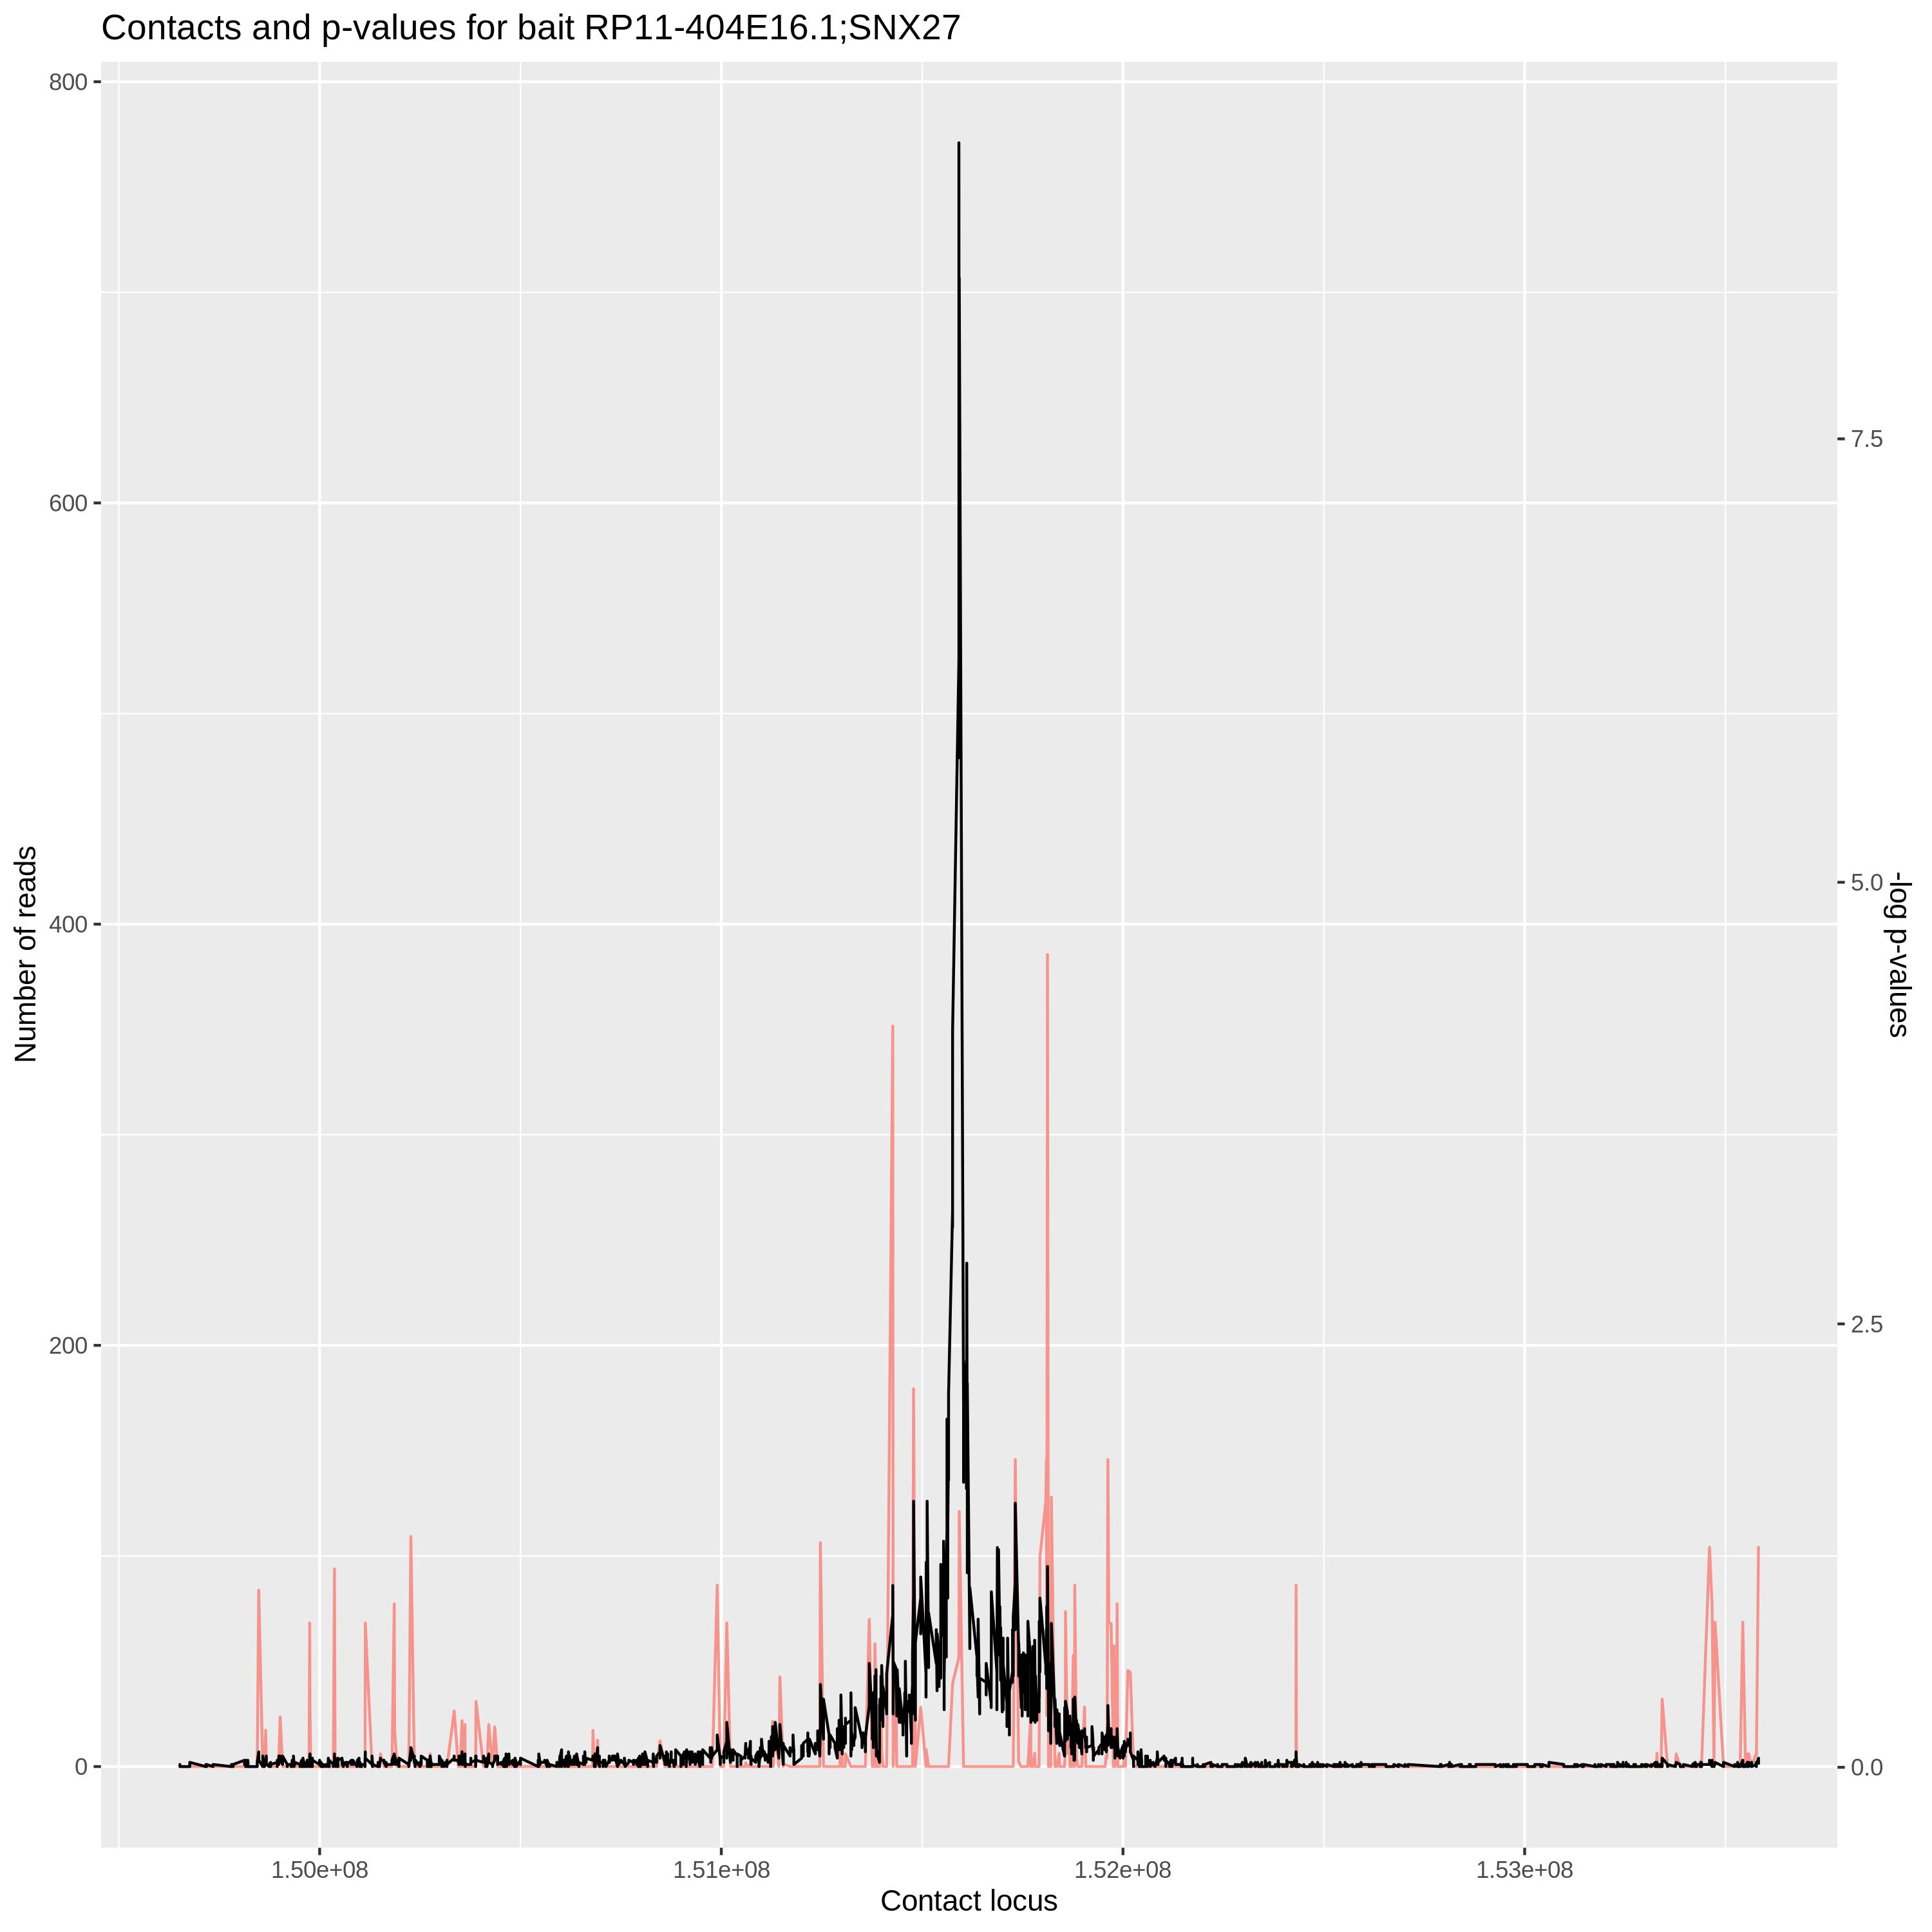 Contacts and p-values for bait RP11-404E16.1;SNX27
800
600
400
200
0
Number of reads
7.5
5.0
2.5
0.0
-log p-values
1.50e+08
1.51e+08
1.52e+08
1.53e+08
Contact locus